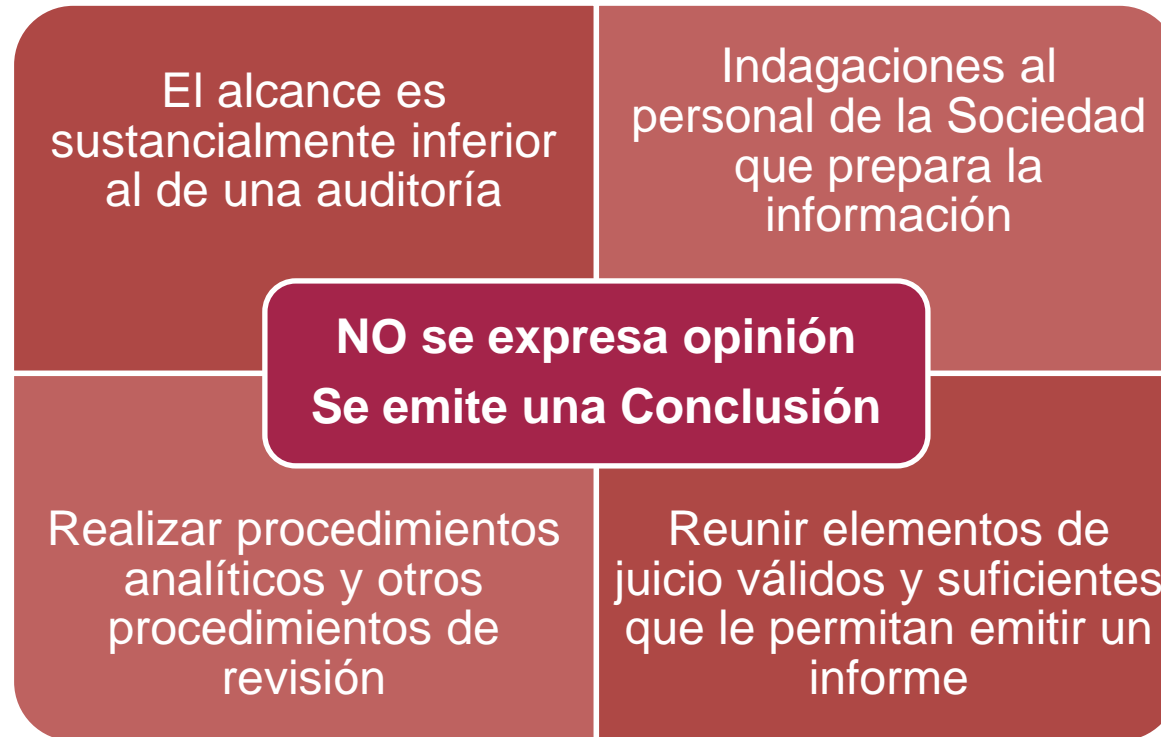 El alcance es
sustancialmente inferior
al de una auditoría
Indagaciones al
personal de la Sociedad
que prepara la
información
NO se expresa opinión
Se emite una Conclusión
Realizar procedimientos
analíticos y otros
procedimientos de
revisión
Reunir elementos de
juicio válidos y suficientes
que le permitan emitir un
informe